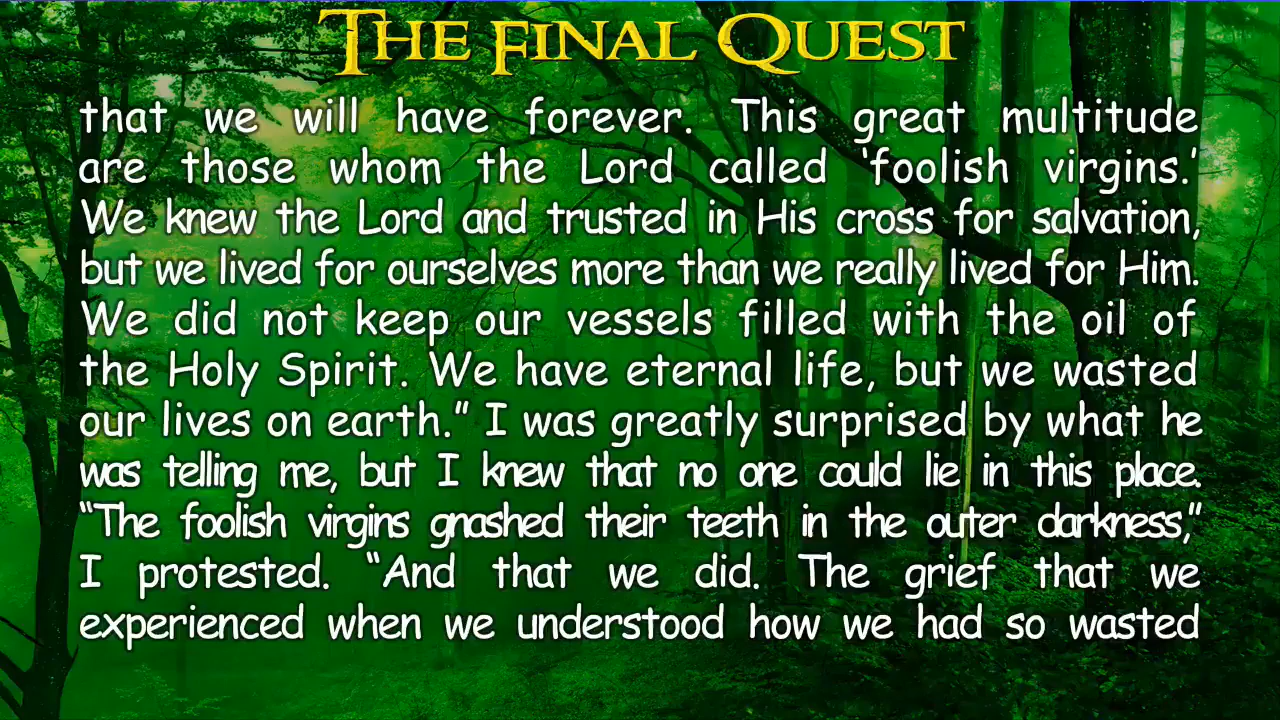 THE FINAL QUEST
that we will have forever. This great multitude
are those whom the Lord called ‘foolish virgins.’
We knew the Lord and trusted in His cross for salvation,
but we lived for ourselves more than we really lived for Him.
We did not keep our vessels filled with the oil of
the Holy Spirit. We have eternal life, but we wasted
our lives on earth.” I was greatly surprised by what he
was telling me, but I knew that no one could lie in this place.
“The foolish virgins gnashed their teeth in the outer darkness,”
I protested. “And that we did. The grief that we
experienced when we understood how we had so wasted